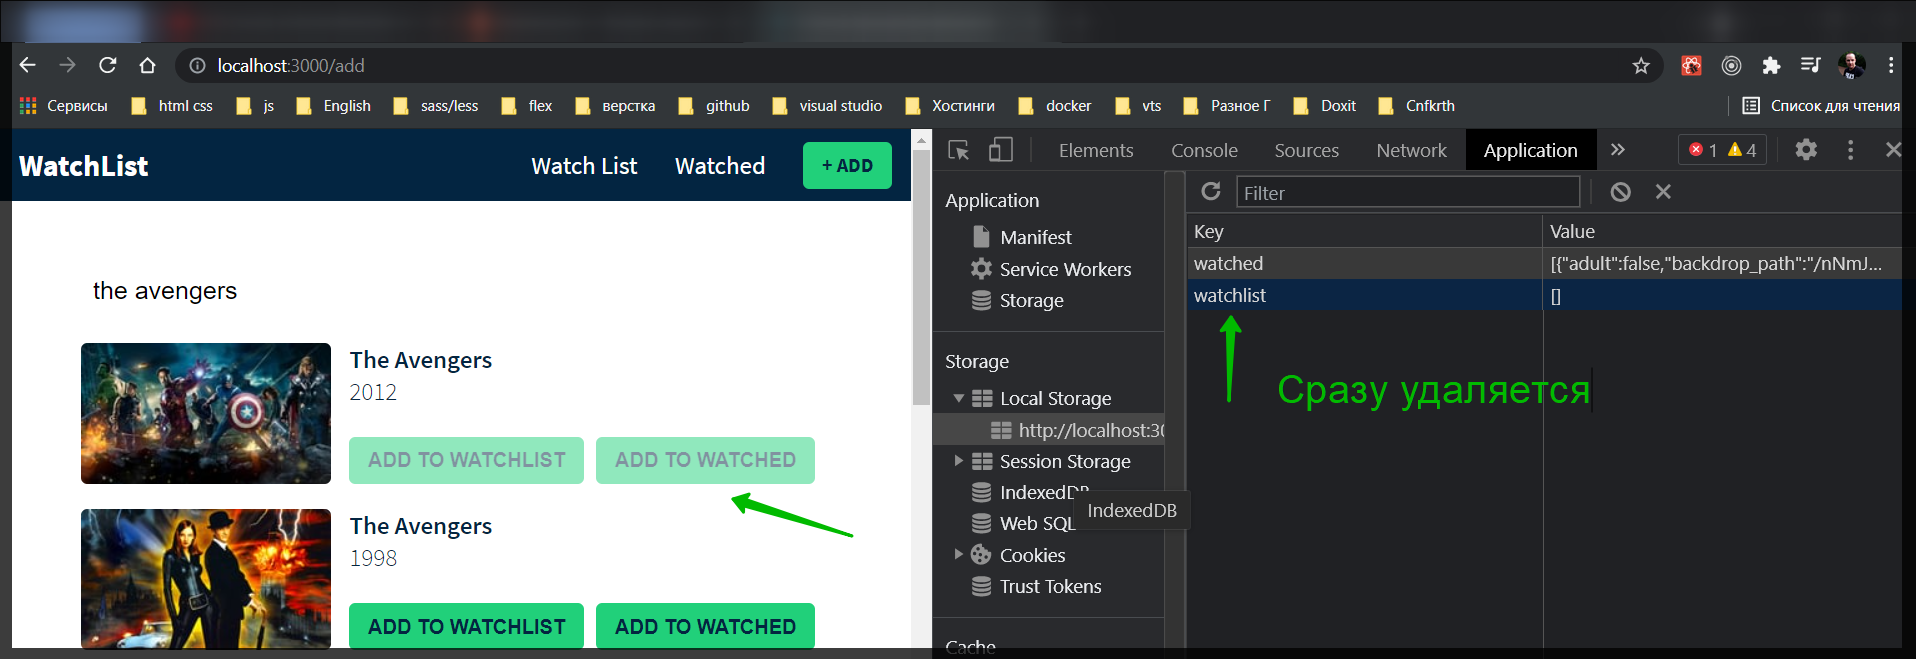 localhost:3000/add
Сервисы html css js English sass/less flex верстка github visual studio Хостинги docker vts Разное Г Doxit Cnfkrth Список для чтения
WatchList Watch List Watched + ADD
the avengers
The Avengers
2012
ADD TO WATCHLIST ADD TO WATCHED
The Avengers
1998
ADD TO WATCHLIST ADD TO WATCHED
Elements Console Sources Network Application » 1 4
Application
Manifest
Service Workers
Storage
Storage
Local Storage
http://localhost:30
Session Storage
IndexedDB
IndexedDB
Web SQL
Cookies
Trust Tokens
Cache
Filter
Key Value
watched [{"adult":false,"backdrop_path":"/nNmJ...
watchlist []
Сразу удаляется